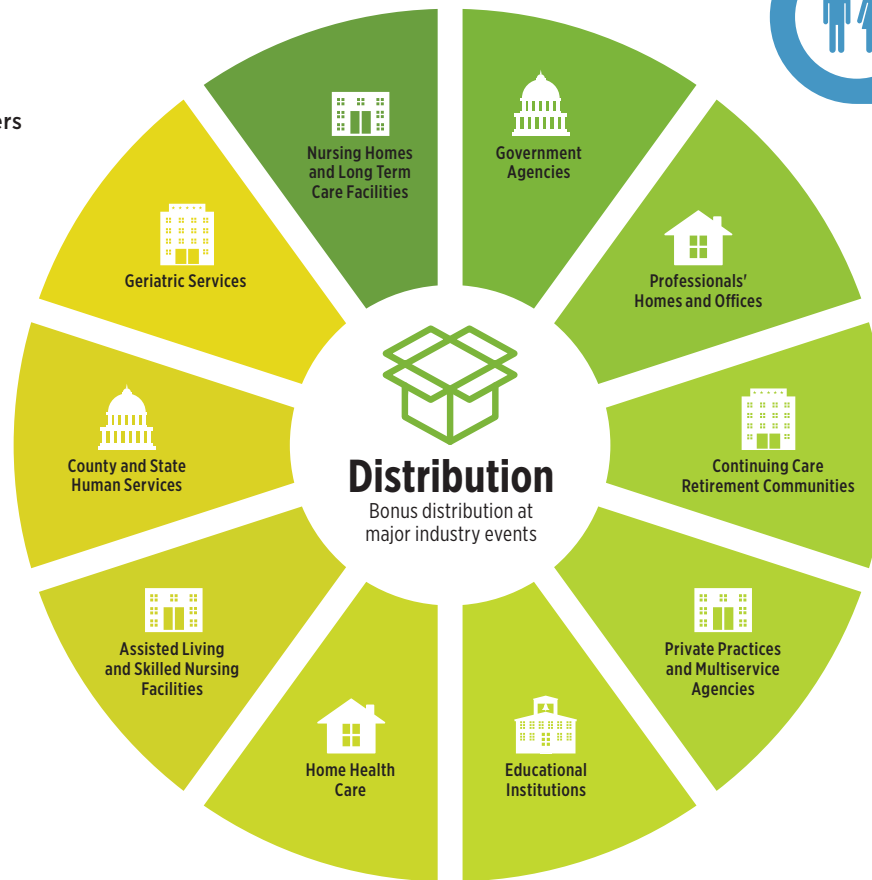 ers
Nursing Homes
and Long Term
Care Facilities
Government
Agencies
Geriatric Services
Professionals'
Homes and Offices
County and State
Human Services
Distribution
Bonus distribution at
major industry events
Continuing Care
Retirement Communities
Assisted Living
and Skilled Nursing
Facilities
Private Practices
and Multiservice
Agencies
Home Health
Care
Educational
Institutions